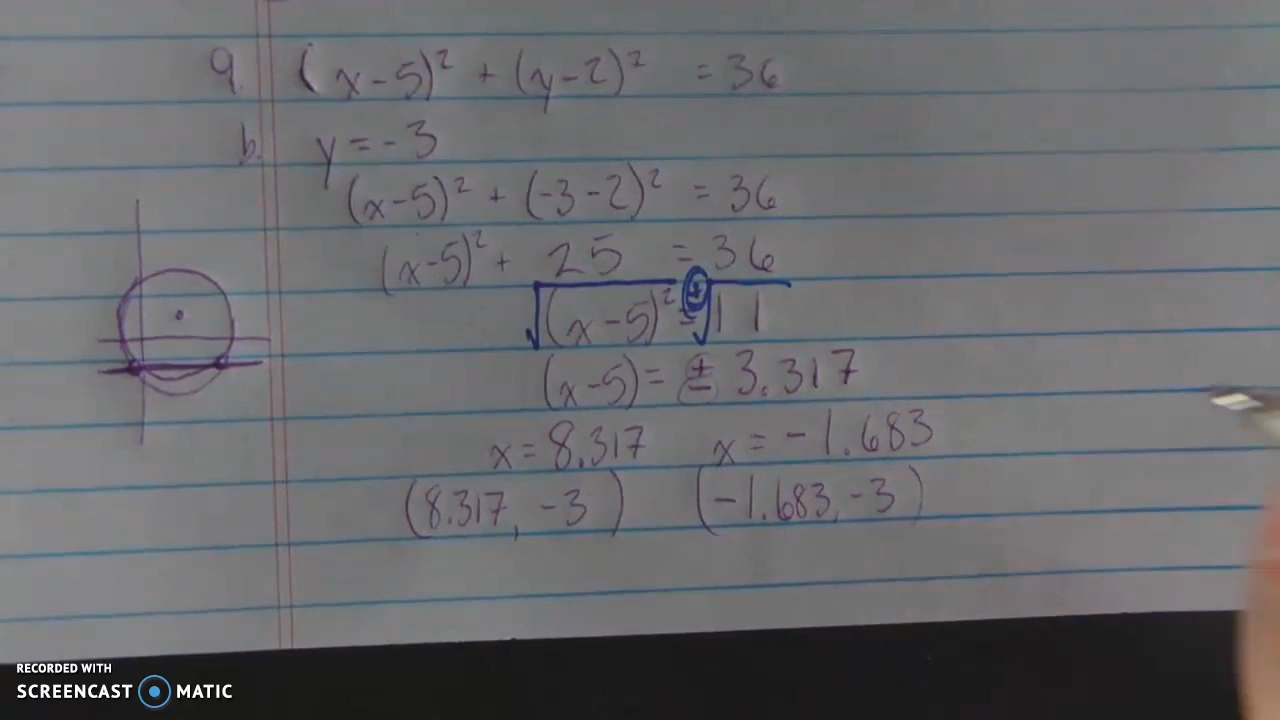 9. (x-5)² + (y-2)² = 36
b. y = -3
(x-5)² + (-3-2)² = 36
(x-5)² + 25 = 36
√(x-5)² = ±√11
(x-5) = ± 3.317
x = 8.317 x = -1.683
(8.317, -3) (-1.683, -3)
RECORDED WITH
SCREENCAST MATIC